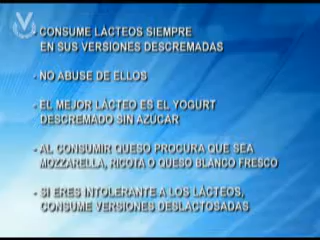 - CONSUME LÁCTEOS SIEMPRE
EN SUS VERSIONES DESCREMADAS
- NO ABUSE DE ELLOS
- EL MEJOR LÁCTEO ES EL YOGURT
DESCREMADO SIN AZÚCAR
- AL CONSUMIR QUESO PROCURA QUE SEA
MOZZARELLA, RICOTA O QUESO BLANCO FRESCO
- SI ERES INTOLERANTE A LOS LÁCTEOS,
CONSUME VERSIONES DESLACTOSADAS